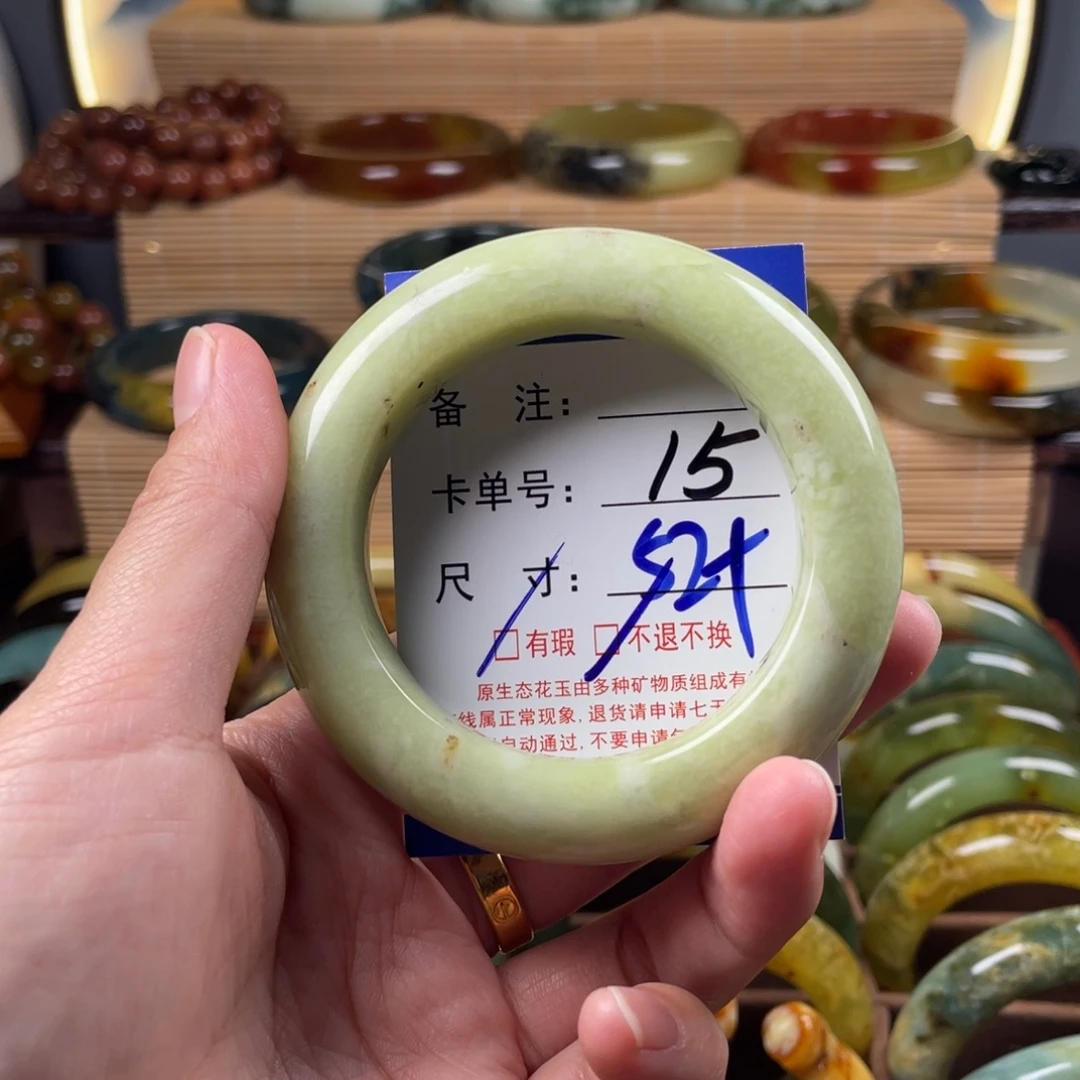 备 注:
卡单号: 15
尺 寸:
□有瑕 □不退不换
原生态花玉由多种矿物质组成有
线属正常现象, 退货请申请七天
自动通过, 不要申请